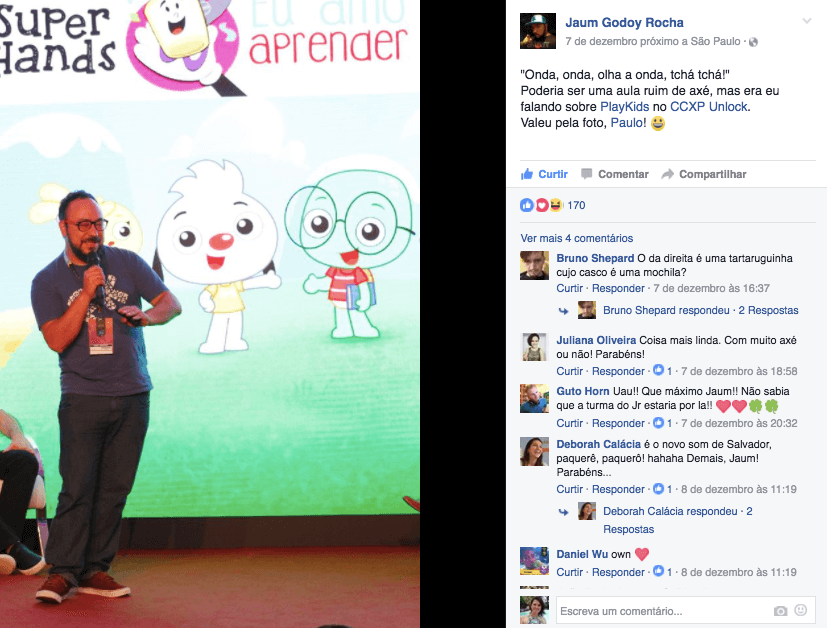 Super
Hands
Eu amo
aprender
Jaum Godoy Rocha
7 de dezembro próximo a São Paulo ·
"Onda, onda, olha a onda, tchá tchá!"
Poderia ser uma aula ruim de axé, mas era eu
falando sobre PlayKids no CCXP Unlock.
Valeu pela foto, Paulo! 😀
Curtir Comentar Compartilhar
170
Ver mais 4 comentários
Bruno Shepard O da direita é uma tartaruguinha
cujo casco é uma mochila?
Curtir · Responder · 7 de dezembro às 16:37
Bruno Shepard respondeu · 2 Respostas
Juliana Oliveira Coisa mais linda. Com muito axé
ou não! Parabéns!
Curtir · Responder · 1 · 7 de dezembro às 18:58
Guto Horn Uau!! Que máximo Jaum!! Não sabia
que a turma do Jr estaria por la!! ❤❤🍀🍀
Curtir · Responder · 1 · 7 de dezembro às 20:32
Deborah Calácia é o novo som de Salvador,
paquerê, paquerô! hahaha Demais, Jaum!
Parabéns...
Curtir · Responder · 1 · 8 de dezembro às 11:19
Deborah Calácia respondeu · 2
Respostas
Daniel Wu own ❤
Curtir · Responder · 1 · 8 de dezembro às 11:19
Escreva um comentário...